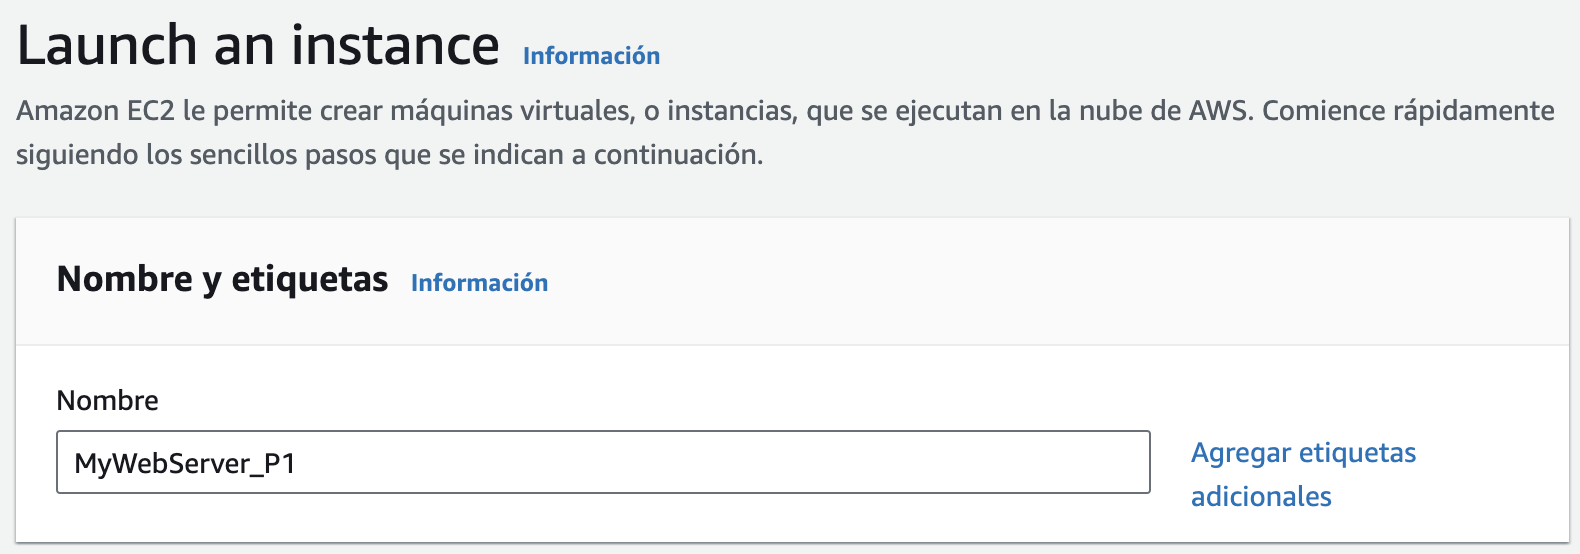 Launch an instance Información
Amazon EC2 le permite crear máquinas virtuales, o instancias, que se ejecutan en la nube de AWS. Comience rápidamente
siguiendo los sencillos pasos que se indican a continuación.
Nombre y etiquetas Información
Nombre
MyWebServer_P1
Agregar etiquetas
adicionales